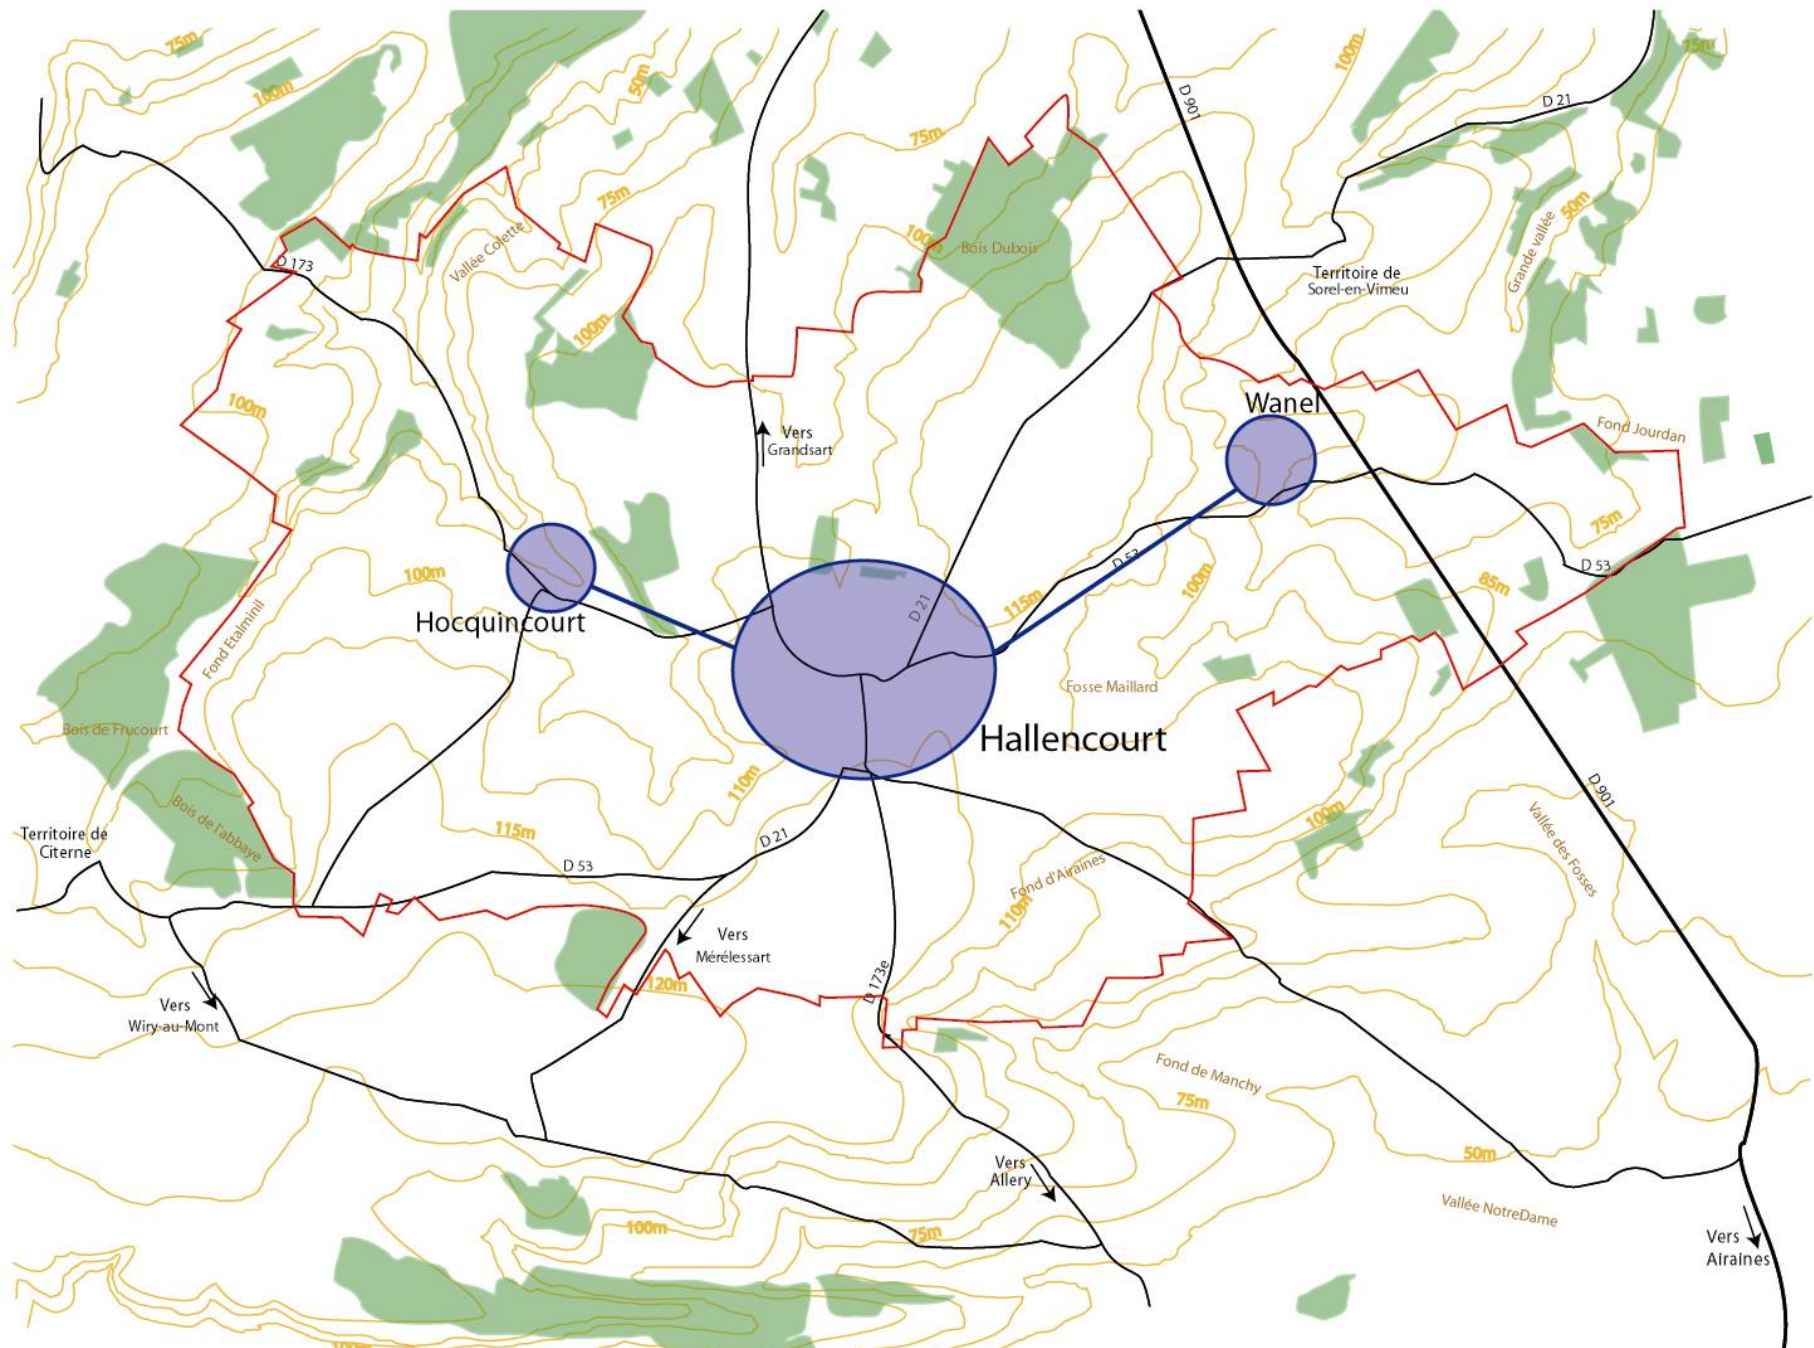 75m
100m
50m
D 901
100m
75m
D 21
75m
75m
50m
Grande vallée
Vallée Colette
100m
Bois Dubois
D 173
Territoire de
Sorel-en-Vimeu
100m
100m
Wanel
Fond Jourdan
Vers
Grandsart
75m
D 53
D 53
100m
100m
85m
115m
D 21
Hocquincourt
Fond Etalminil
Fosse Maillard
Hallencourt
Bois de Frucourt
110m
D 901
Bois de l'abbaye
115m
D 21
100m
Vallée des Fosses
Territoire de
Citerne
D 53
Fond d'Airaines
110m
Vers
Mérélessart
120m
D 173e
Vers
Wiry-au-Mont
Fond de Manchy
75m
50m
Vers
Allery
Vallée NotreDame
100m
75m
Vers
Airaines
100m